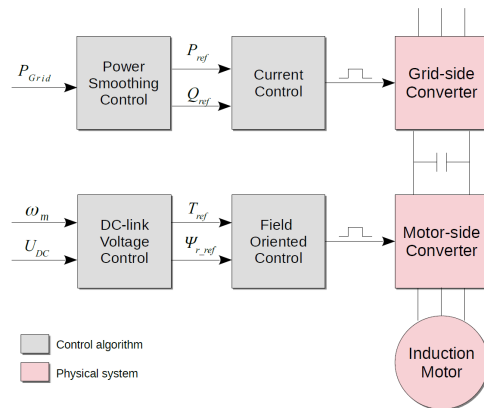 P_Grid
Power
Smoothing
Control
P_ref
Q_ref
Current
Control
Grid-side
Converter
ω_m
U_DC
DC-link
Voltage
Control
T_ref
Ψ_r_ref
Field
Oriented
Control
Motor-side
Converter
Induction
Motor
Control algorithm
Physical system